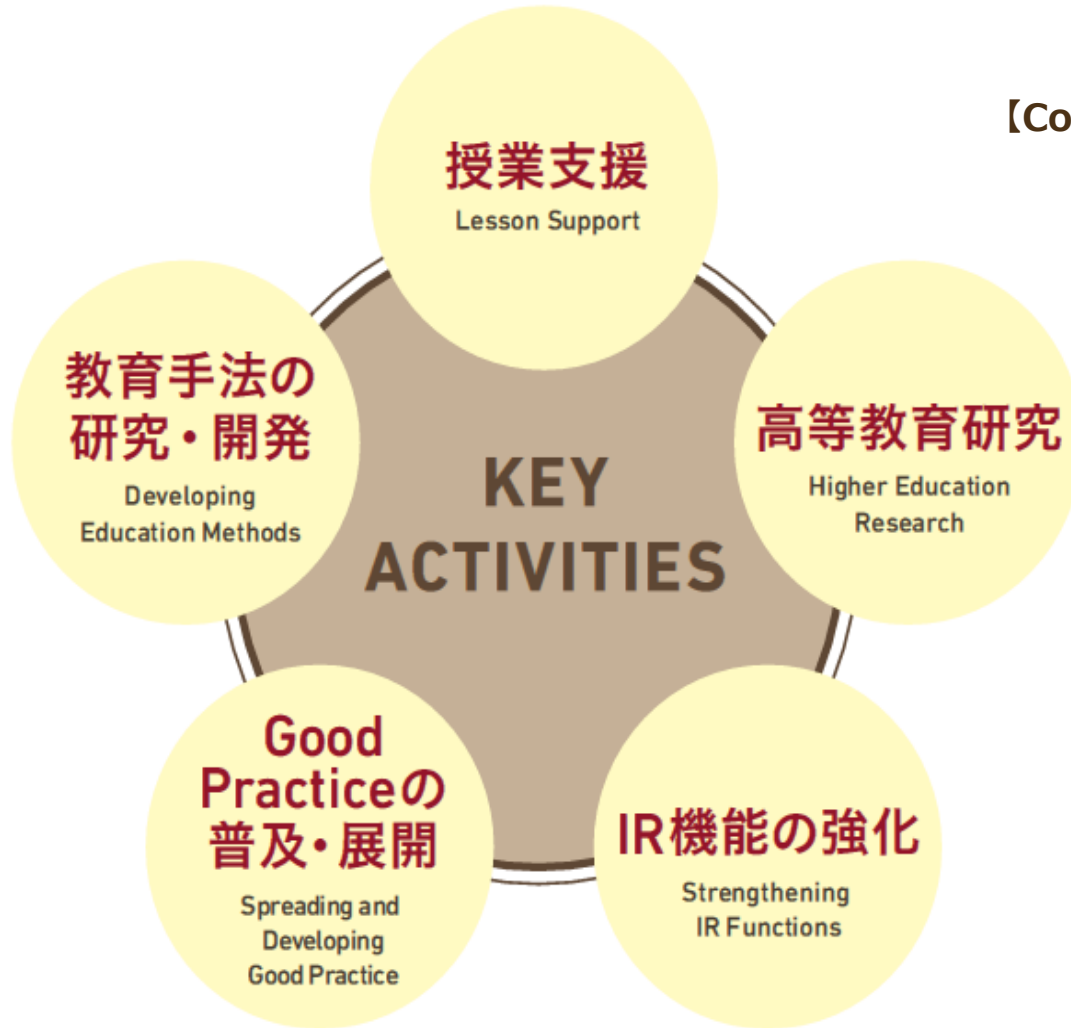 【Co
授業支援
Lesson Support
教育手法の
研究・開発
Developing
Education Methods
高等教育研究
Higher Education
Research
KEY
ACTIVITIES
Good
Practiceの
普及・展開
Spreading and
Developing
Good Practice
IR機能の強化
Strengthening
IR Functions